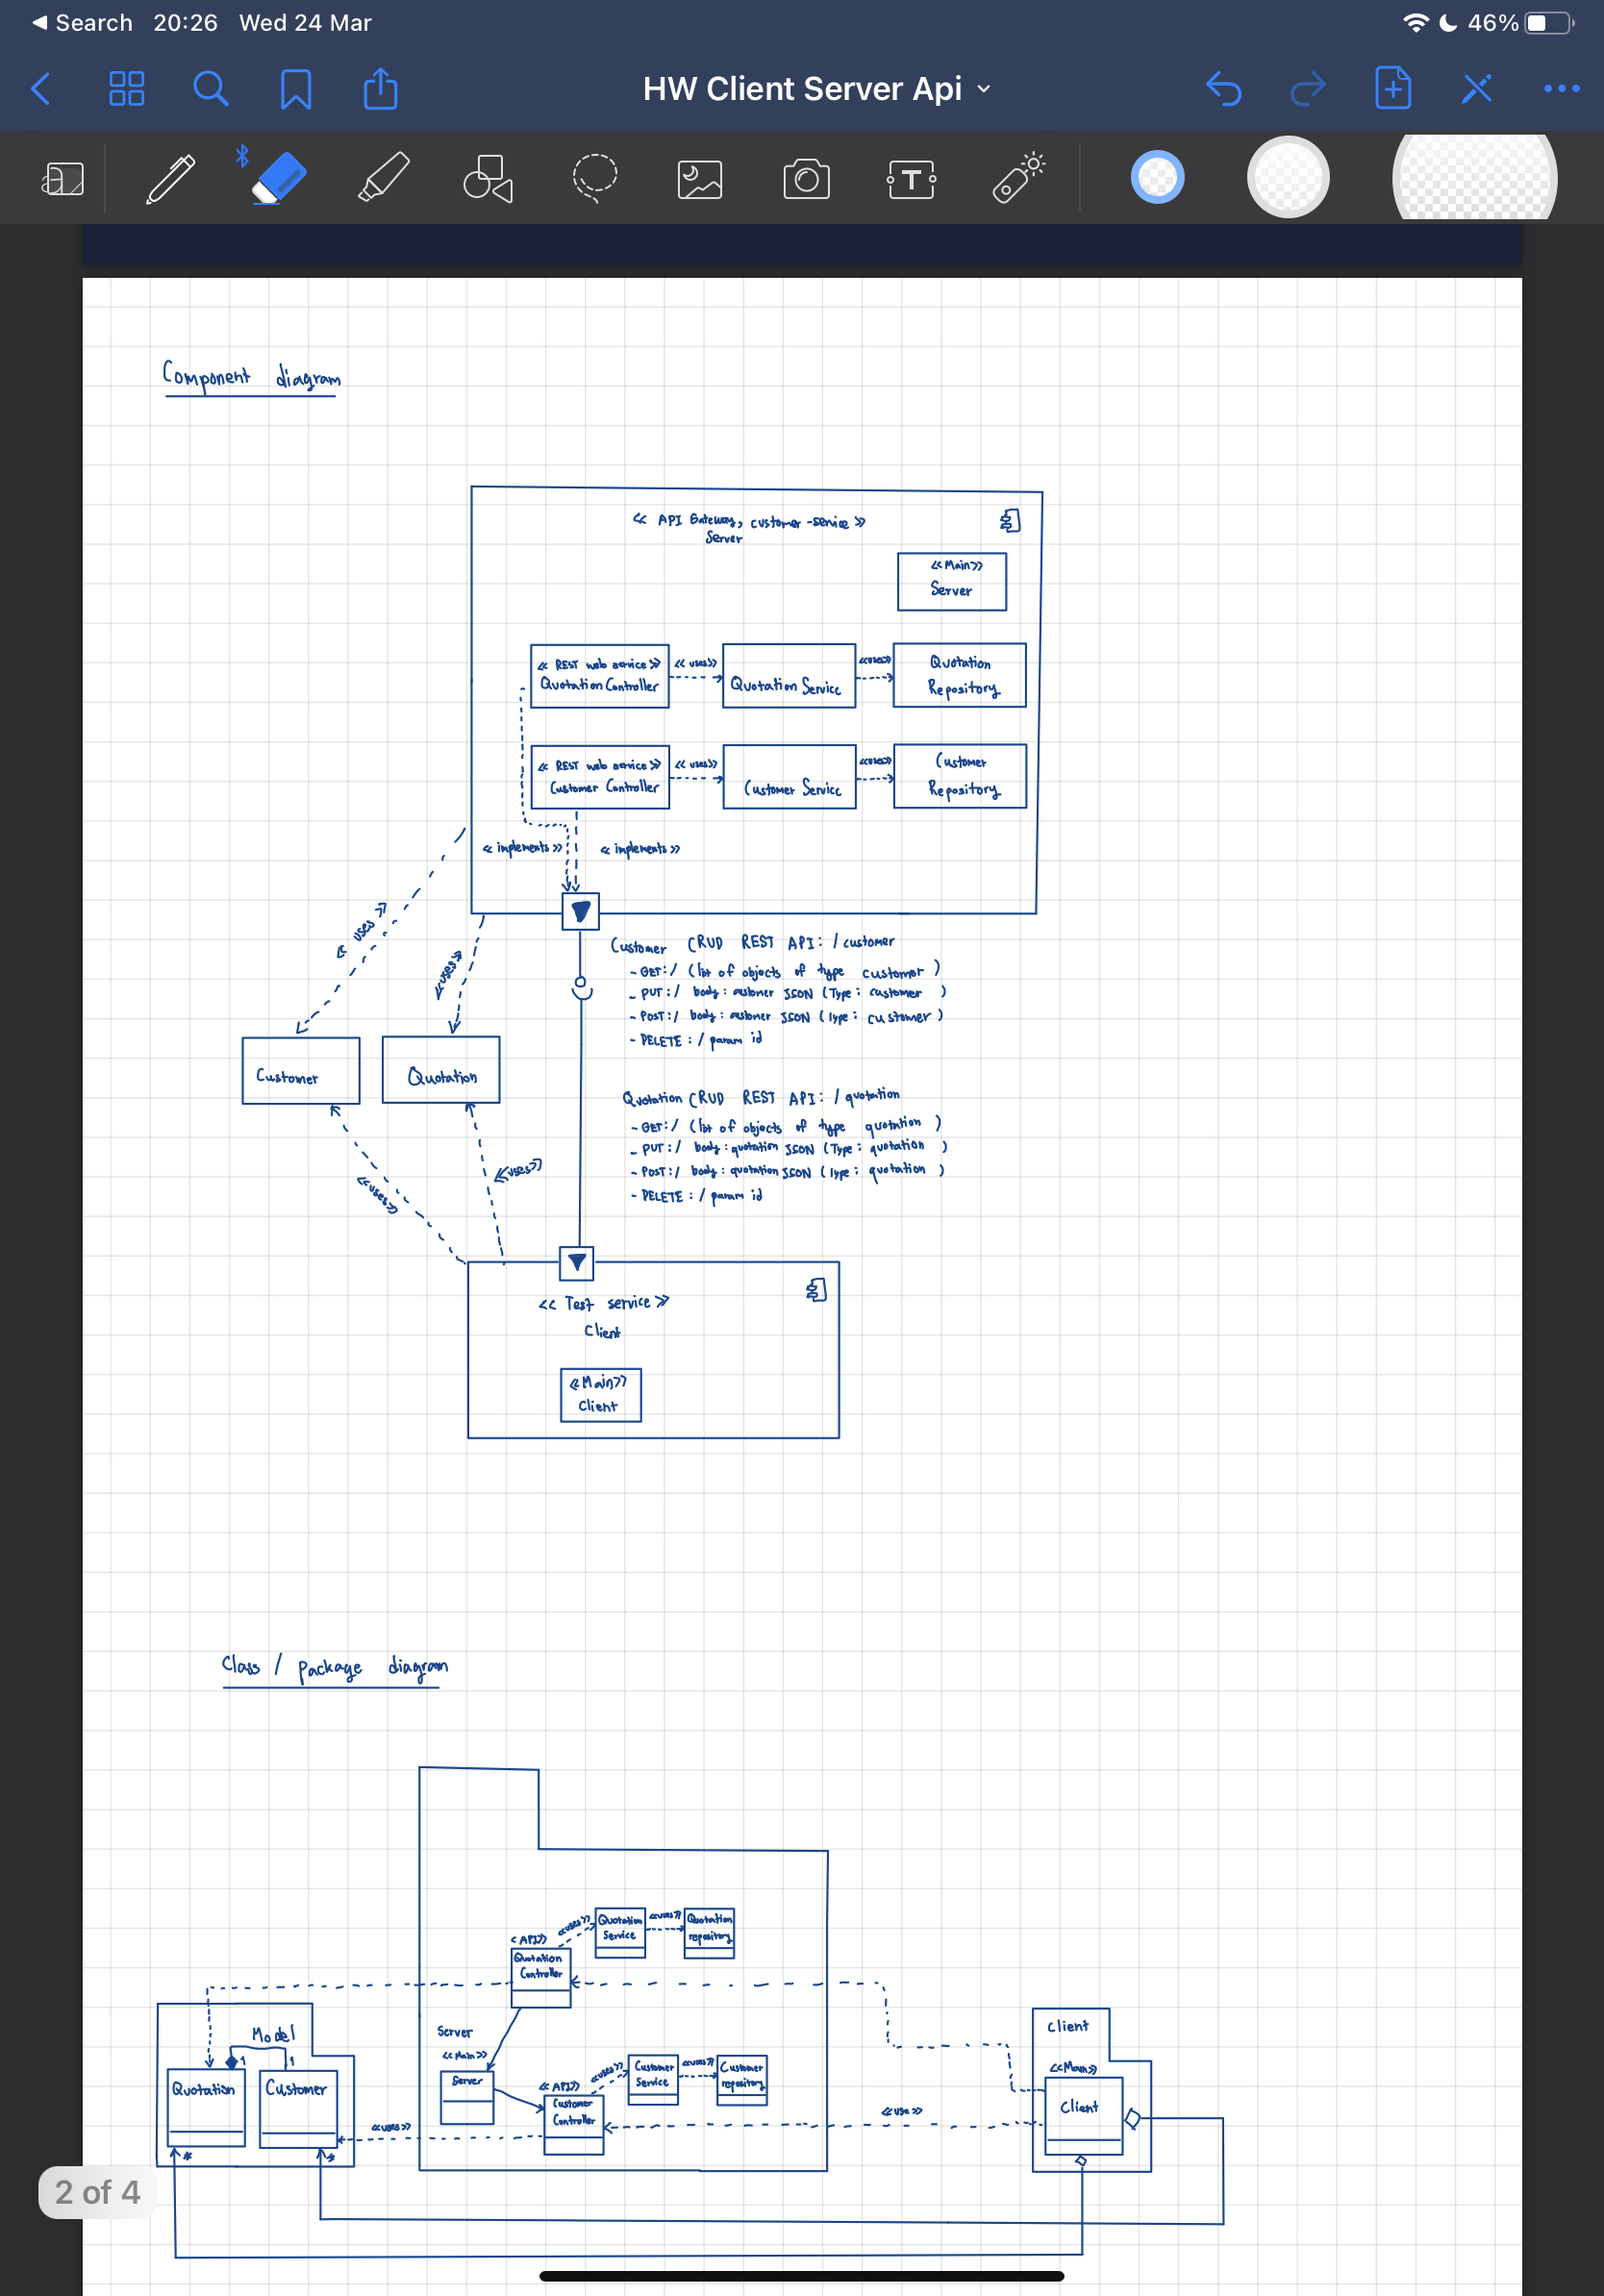 Search 20:26 Wed 24 Mar
46%
HW Client Server Api
Component diagram
<< API Gateway, customer-service >>
Server
<<Main>>
Server
<< REST web service >>
Quotation Controller
<< uses >>
Quotation Service
<<uses>>
Quotation
Repository
<< REST web service >>
Customer Controller
<< uses >>
Customer Service
<<uses>>
Customer
Repository
<< implements >>
<< implements >>
<< uses >>
<<uses>>
Customer CRUD REST API: / customer
- GET:/ (list of objects of type customer )
- PUT:/ body: customer JSON (Type: customer )
- POST:/ body: customer JSON (Type: customer )
- DELETE : / param id
Customer
Quotation
Quotation CRUD REST API: / quotation
- GET:/ (list of objects of type quotation )
- PUT:/ body: quotation JSON (Type: quotation )
- POST:/ body: quotation JSON (Type: quotation )
- DELETE : / param id
<<uses>>
<<uses>>
<< Test service >>
Client
<<Main>>
Client
Class / package diagram
<API>>
Quotation
Controller
<<uses>>
Quotation
Service
<<uses>>
Quotation
repository
Model
1
1
Quotation
Customer
*
*
Server
<<Main>>
Server
<<API>>
Customer
Controller
<<uses>>
Customer
Service
<<uses>>
Customer
repository
<<uses>>
<<use>>
Client
<<Main>>
Client
2 of 4